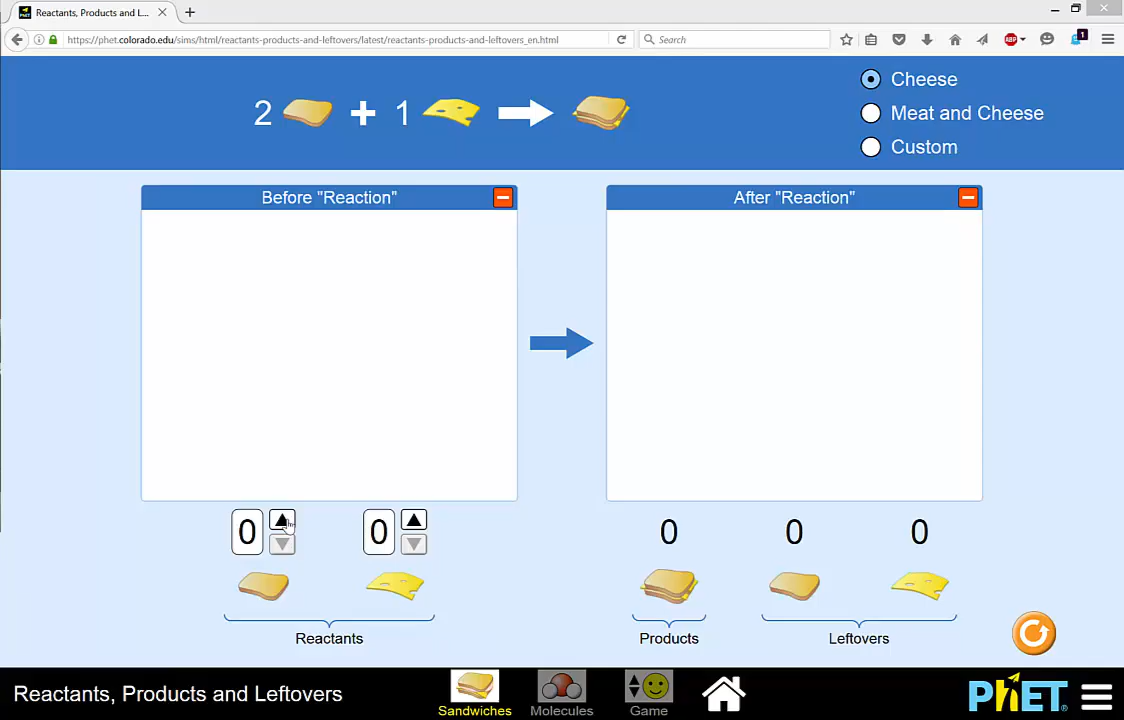 Reactants, Products and L...
https://phet.colorado.edu/sims/html/reactants-products-and-leftovers/latest/reactants-products-and-leftovers_en.html
Search
ABP
1
2 + 1
Cheese
Meat and Cheese
Custom
Before "Reaction"
After "Reaction"
0 0 0 0 0
Reactants Products Leftovers
Reactants, Products and Leftovers
Sandwiches Molecules Game
PhET